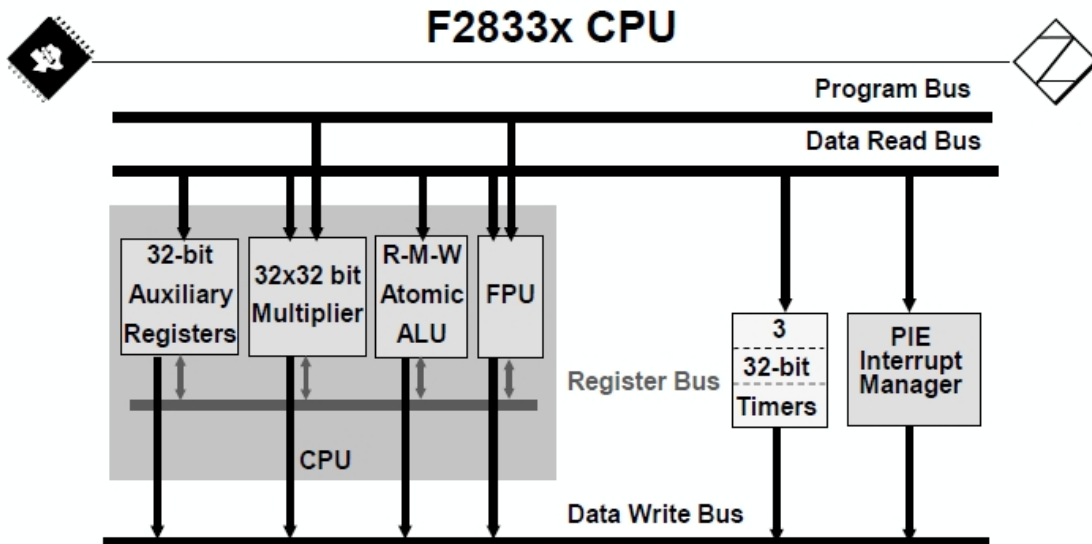 F2833x CPU
Program Bus
Data Read Bus
32-bit
Auxiliary
Registers
32x32 bit
Multiplier
R-M-W
Atomic
ALU
FPU
3
32-bit
Timers
PIE
Interrupt
Manager
Register Bus
CPU
Data Write Bus